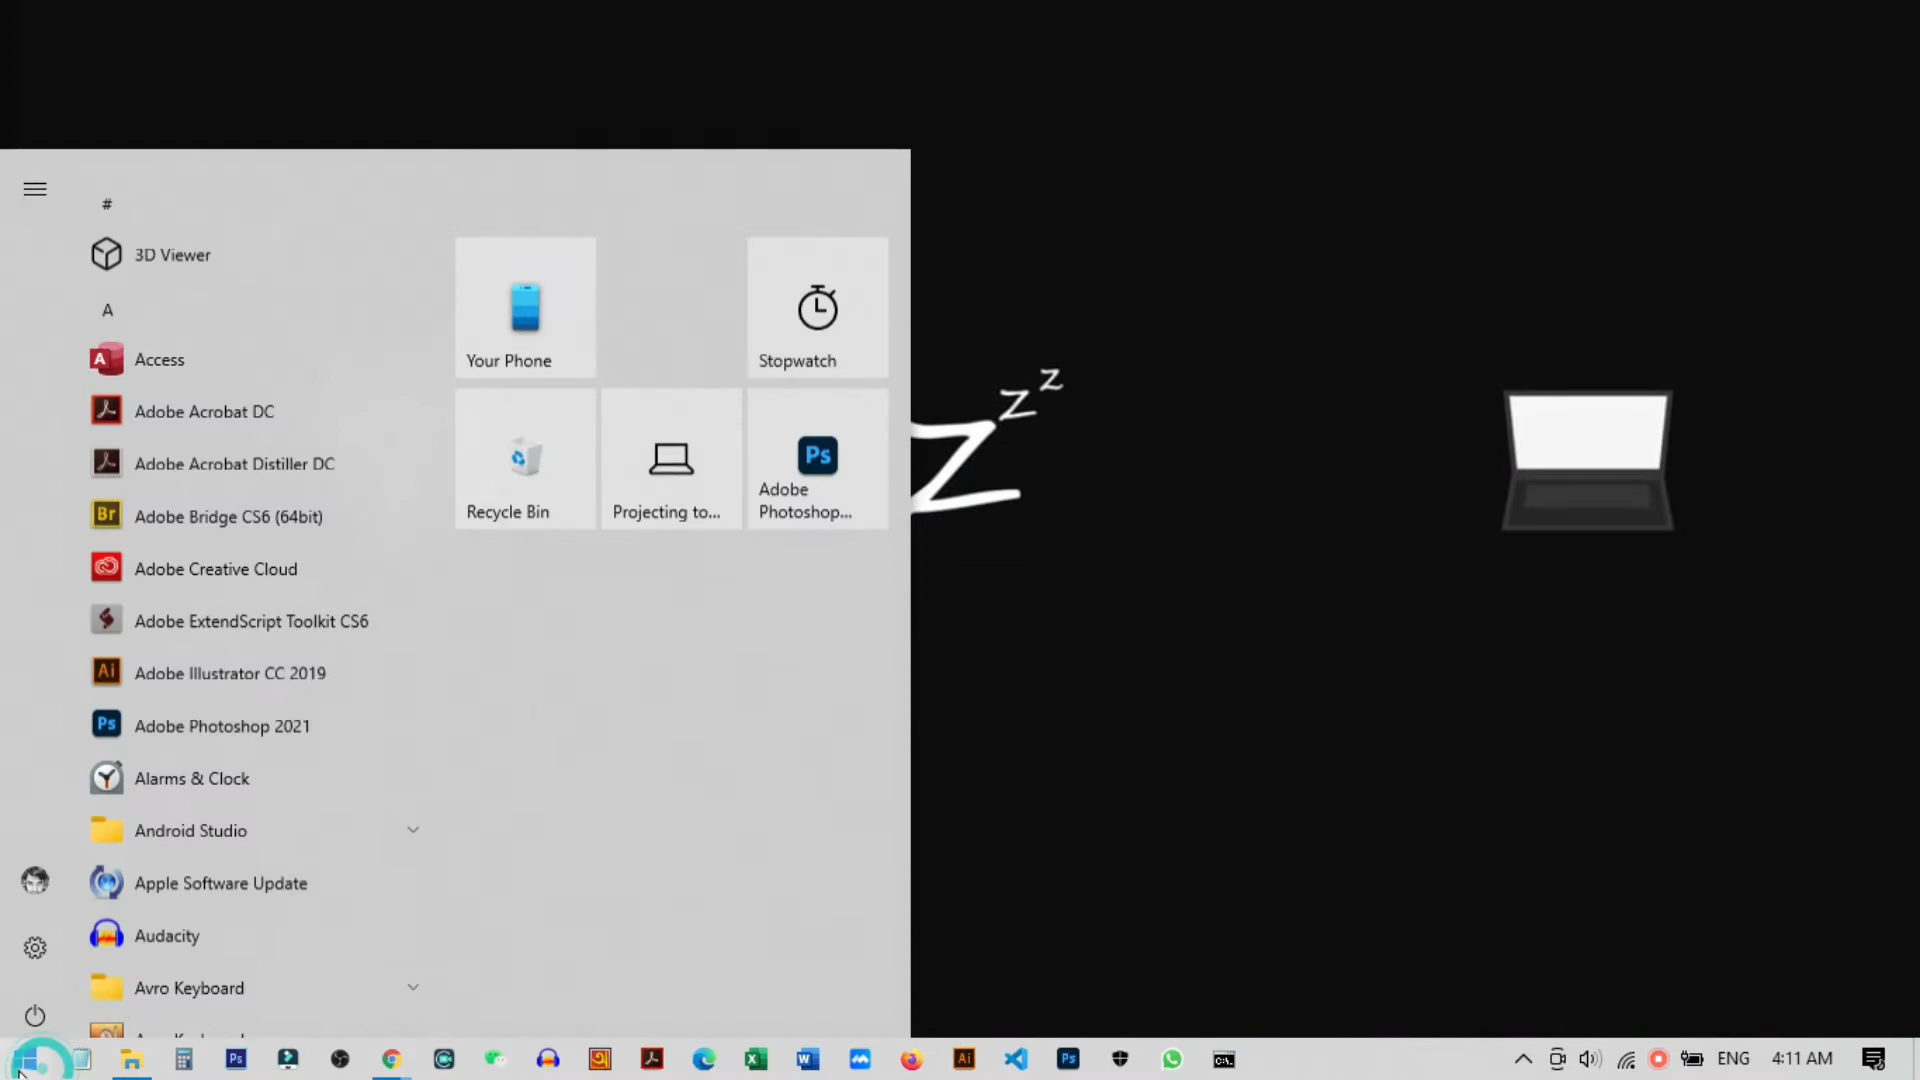 #
3D Viewer
A
Access
Adobe Acrobat DC
Adobe Acrobat Distiller DC
Adobe Bridge CS6 (64bit)
Adobe Creative Cloud
Adobe ExtendScript Toolkit CS6
Adobe Illustrator CC 2019
Adobe Photoshop 2021
Alarms & Clock
Android Studio
Apple Software Update
Audacity
Avro Keyboard
Your Phone
Stopwatch
Recycle Bin
Projecting to...
Adobe
Photoshop...
Z z z
ENG
4:11 AM